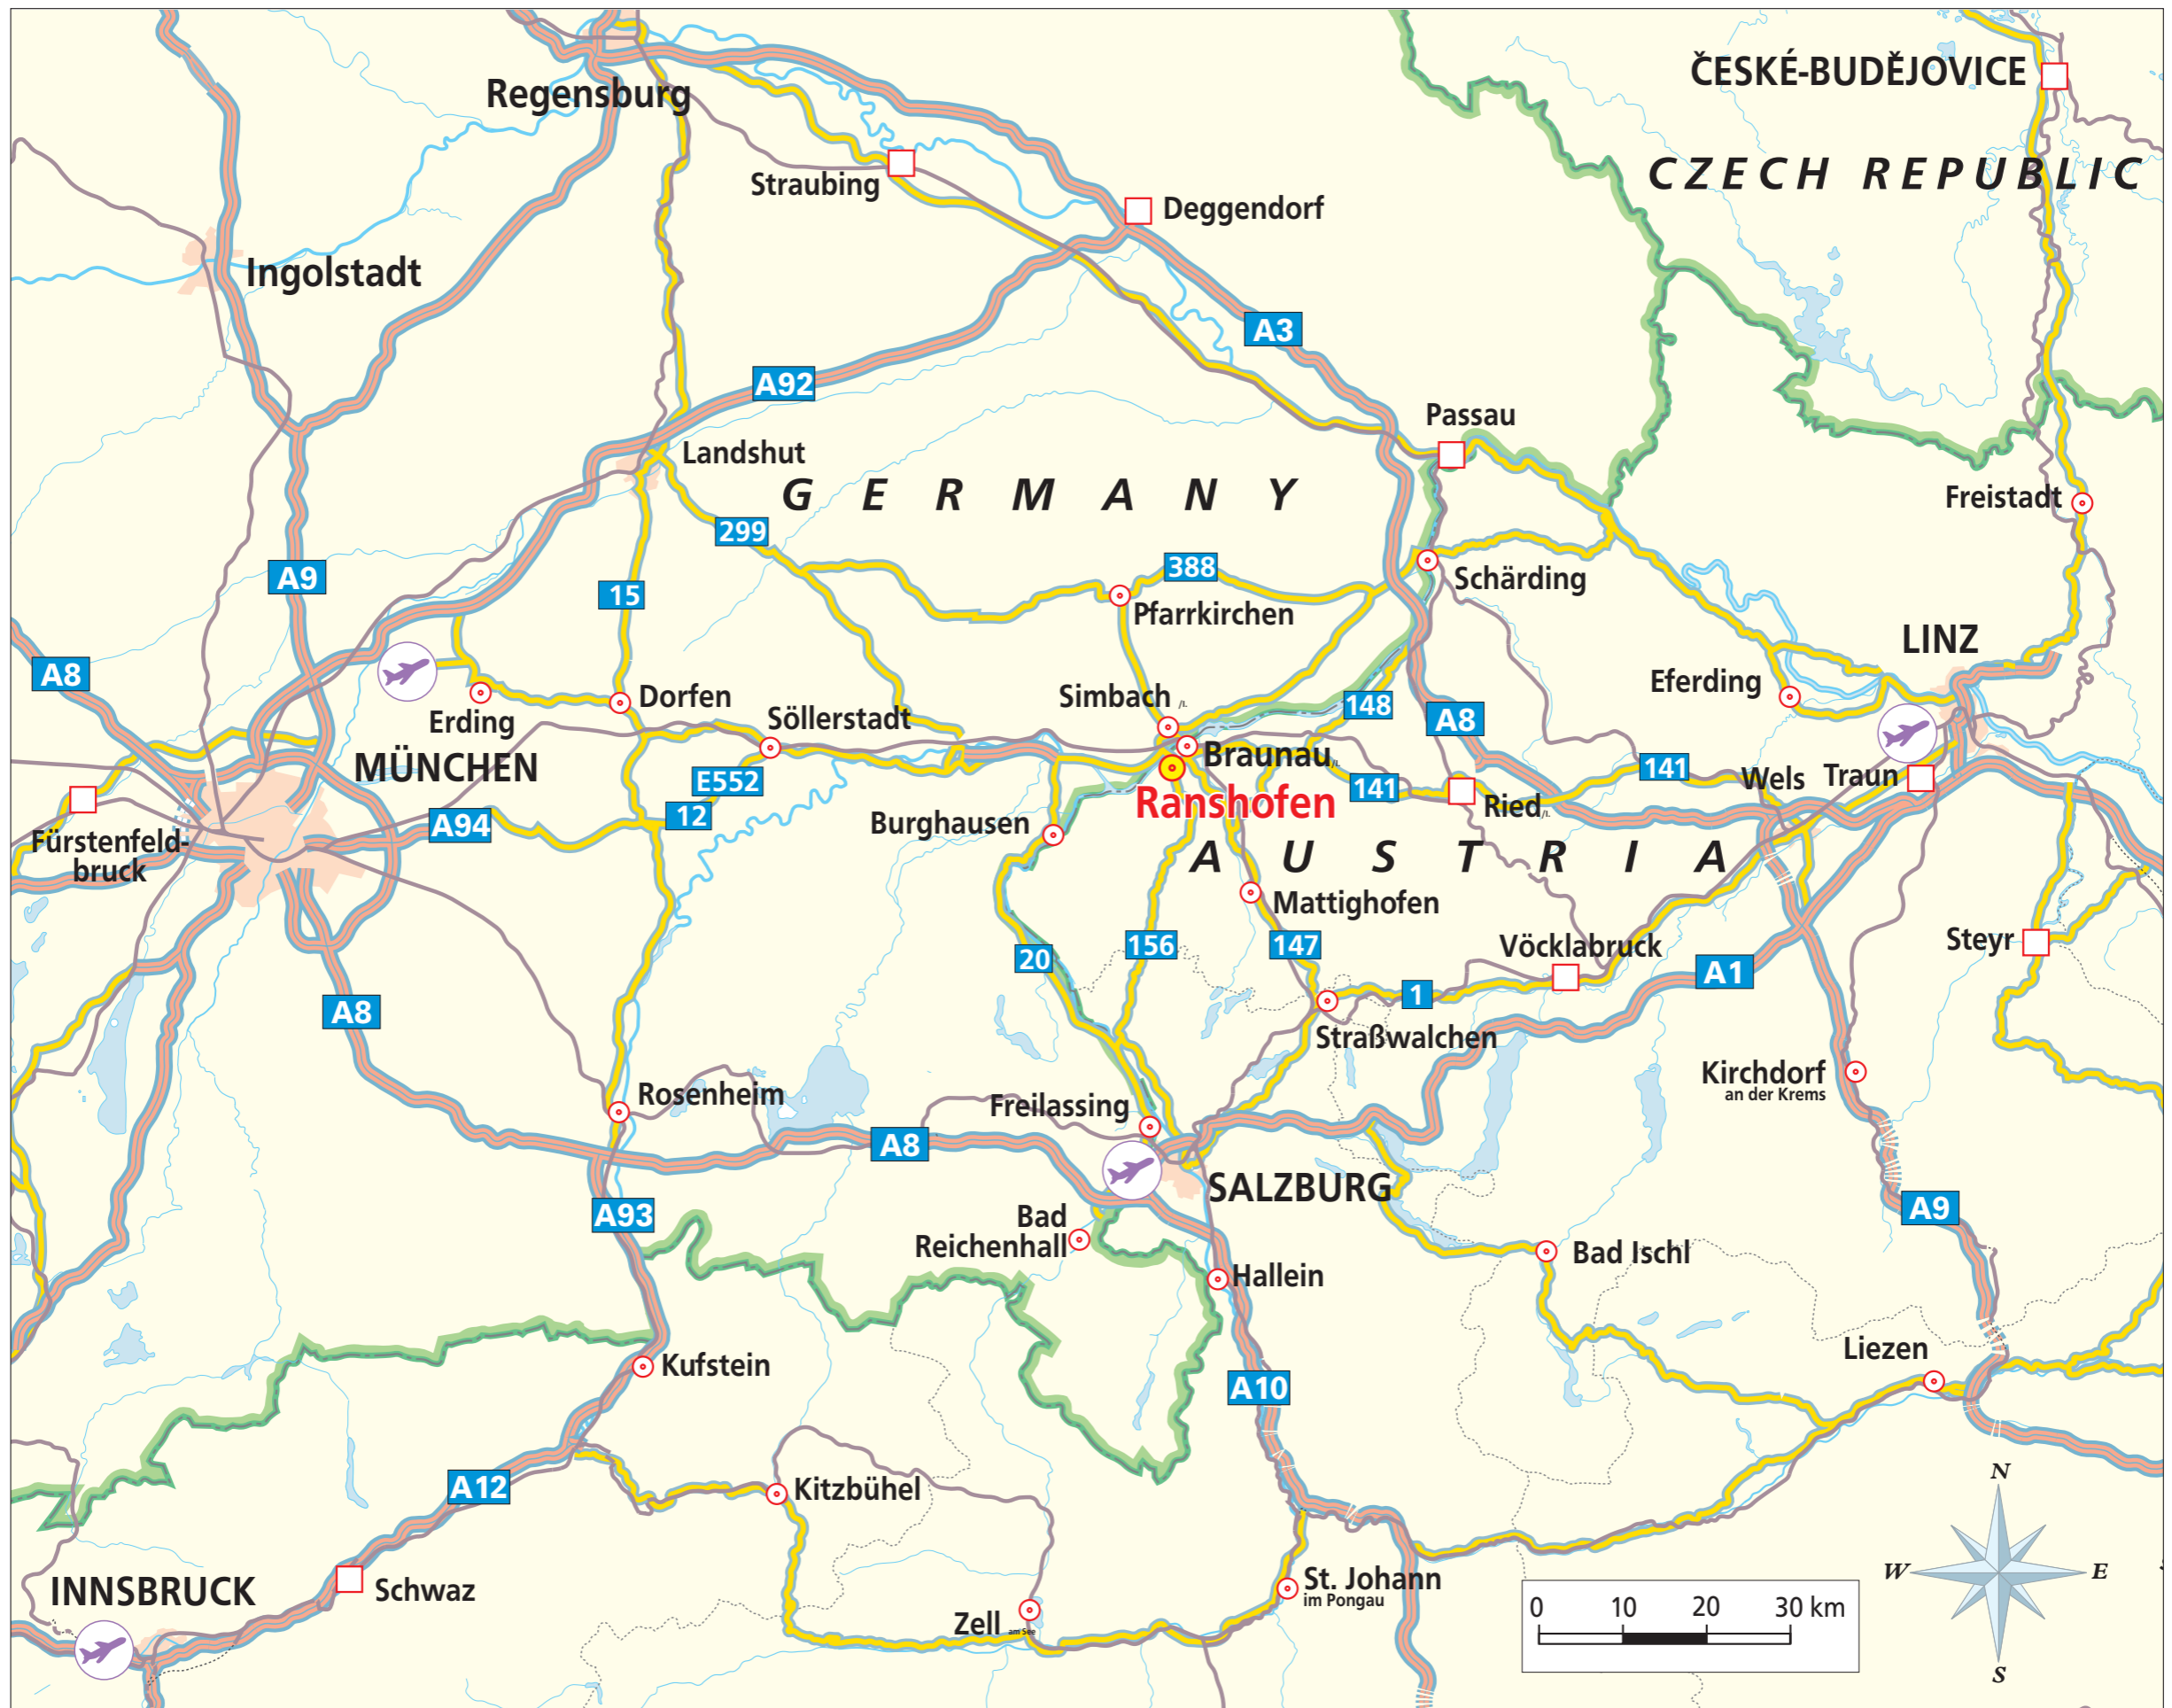 ČESKÉ-BUDĚJOVICE
Regensburg
CZECH REPUBLIC
Straubing
Deggendorf
Ingolstadt
A3
A92
Passau
Landshut
GERMANY
Freistadt
299
388
A9
15
Schärding
Pfarrkirchen
LINZ
A8
Eferding
Simbach
Dorfen
148
A8
Erding
Söllerstadt
Braunau
MÜNCHEN
E552
141
141
Wels
Traun
Fürstenfeld-
bruck
A94
12
Ranshofen
Ried
Burghausen
AUSTRIA
Mattighofen
20
156
147
Vöcklabruck
Steyr
A1
1
A8
Straßwalchen
Kirchdorf
an der Krems
Rosenheim
Freilassing
A8
SALZBURG
A93
A9
Bad
Reichenhall
Bad Ischl
Hallein
Liezen
Kufstein
A10
Kitzbühel
A12
N
W
E
S
INNSBRUCK
Schwaz
St. Johann
im Pongau
Zell
am See
0 10 20 30 km